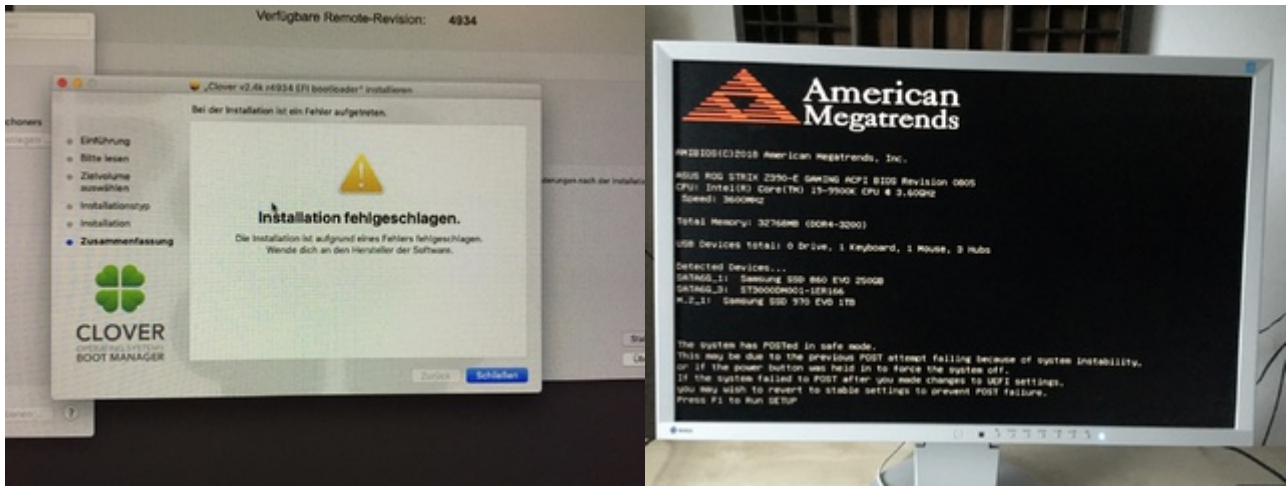 Verfügbare Remote-Revision: 4934
„Clover v2.4k r4934 EFI bootloader“ installieren
Bei der Installation ist ein Fehler aufgetreten.
Einführung
Bitte lesen
Zielvolume
auswählen
Installationstyp
Installation
Zusammenfassung
Installation fehlgeschlagen.
Die Installation ist aufgrund eines Fehlers fehlgeschlagen.
Wende dich an den Hersteller der Software.
CLOVER
BOOT MANAGER
Zurück
Schließen
?
American
Megatrends
AMIBIOS(C)2018 American Megatrends, Inc.
ASUS ROG STRIX Z390-E GAMING ACPI BIOS Revision 0805
CPU: Intel(R) Core(TM) i9-9900K CPU @ 3.60GHz
Speed: 3600MHz
Total Memory: 32768MB (DDR4-3200)
USB Devices total: 0 Drive, 1 Keyboard, 1 Mouse, 3 Hubs
Detected Devices...
SATA6G_1: Samsung SSD 860 EVO 250GB
SATA6G_3: ST3000DM001-1ER166
M.2_1: Samsung SSD 970 EVO 1TB
The system has POSTed in safe mode.
This may be due to the previous POST attempt failing because of system instability,
or if the power button was held in to force the system off.
If the system failed to POST after you made changes to UEFI settings,
you may wish to revert to stable settings to prevent POST failure.
Press F1 to Run SETUP